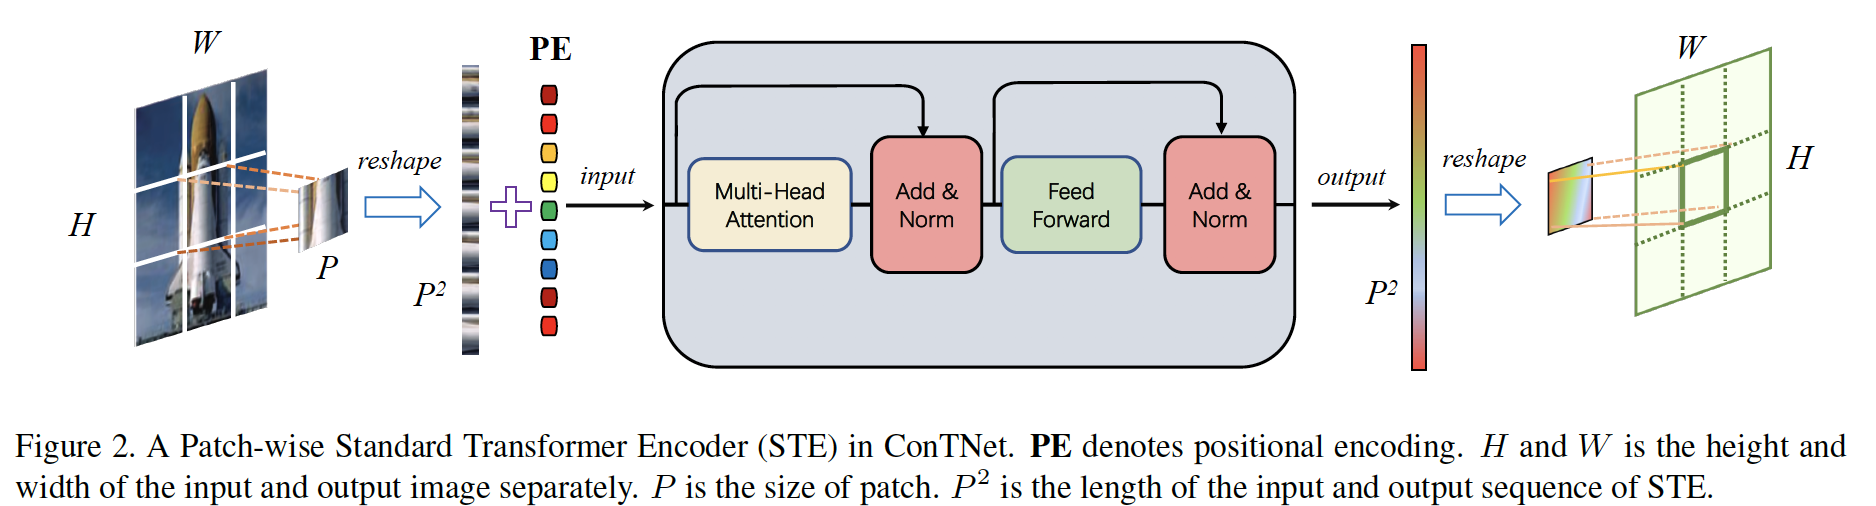 W
H
P
reshape
P²
PE
input
Multi-Head
Attention
Add &
Norm
Feed
Forward
Add &
Norm
output
P²
reshape
W
H
Figure 2. A Patch-wise Standard Transformer Encoder (STE) in ConTNet. PE denotes positional encoding. H and W is the height and
width of the input and output image separately. P is the size of patch. P² is the length of the input and output sequence of STE.